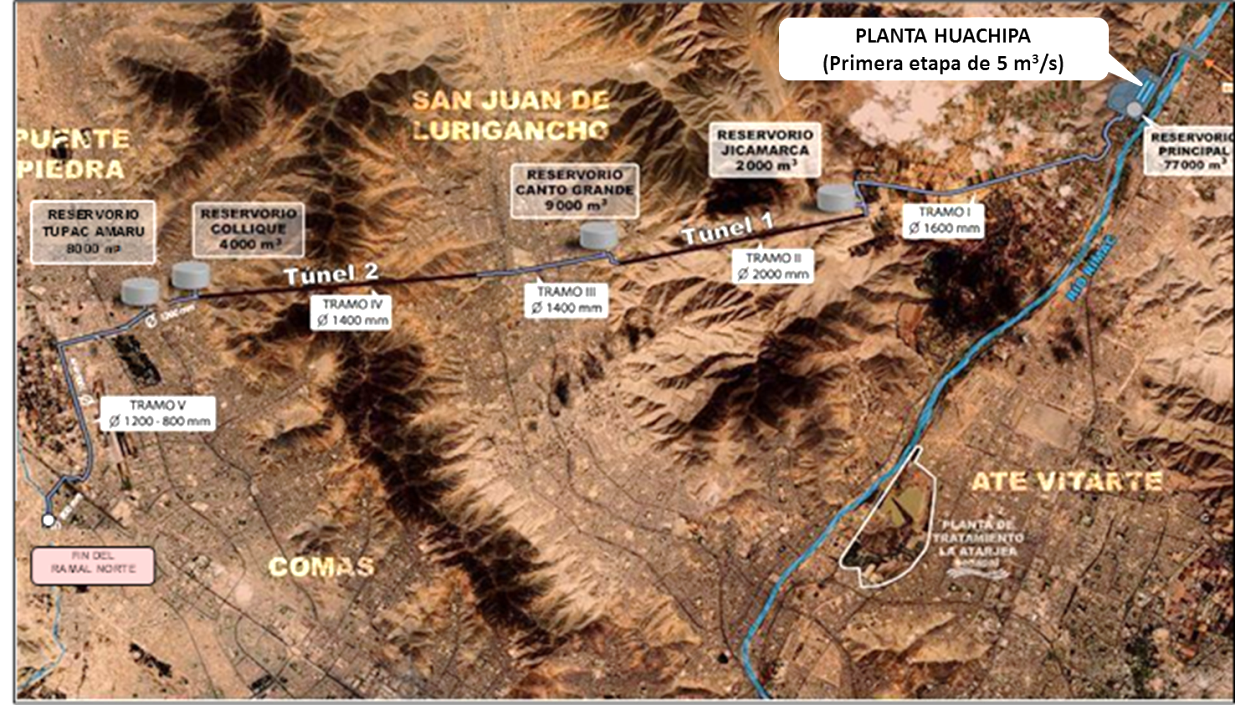 PLANTA HUACHIPA
(Primera etapa de 5 m³/s)
SAN JUAN DE
LURIGANCHO
PUENTE
PIEDRA
RESERVORIO
JICAMARCA
2000 m³
RESERVORIO
PRINCIPAL
77000 m³
RESERVORIO
CANTO GRANDE
9000 m³
RESERVORIO
TUPAC AMARU
8000 m³
RESERVORIO
COLLIQUE
4000 m³
TRAMO I
Ø 1600 mm
Tunel 1
TRAMO II
Ø 2000 mm
Túnel 2
TRAMO III
Ø 1400 mm
TRAMO IV
Ø 1400 mm
RIO RIMAC
TRAMO V
Ø 1200 - 800 mm
ATE VITARTE
PLANTA DE
TRATAMIENTO
LA ATARJEA
FIN DEL
RAMAL NORTE
COMAS